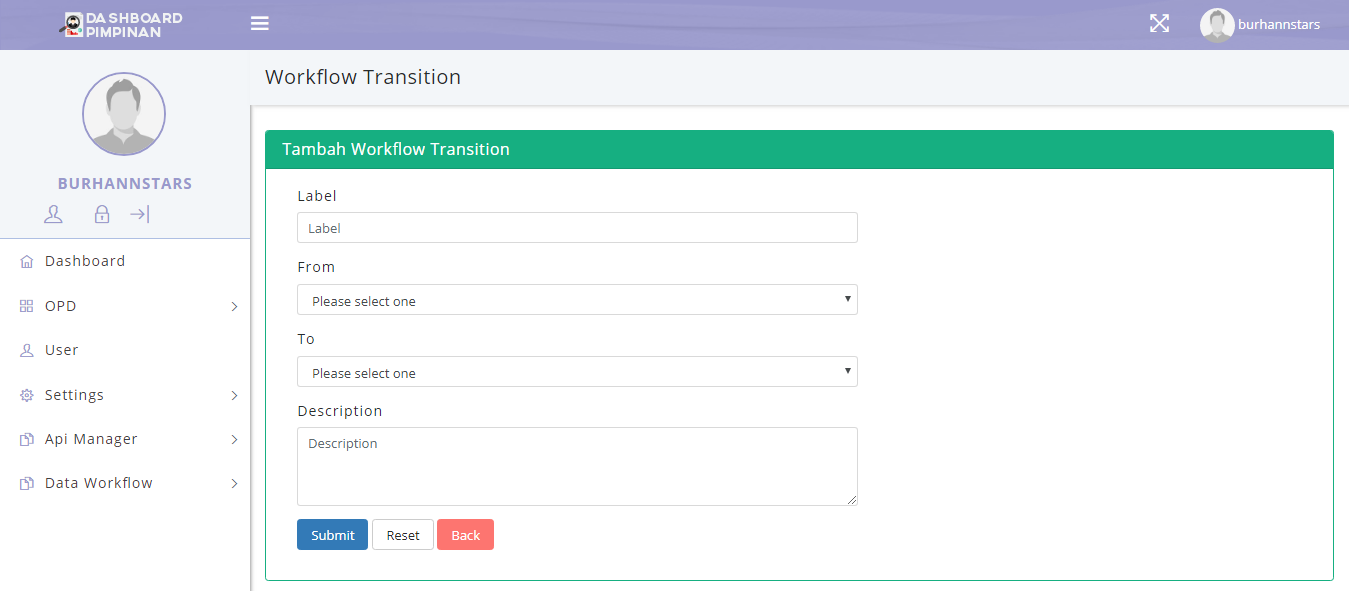 DASHBOARD
PIMPINAN
burhannstars
BURHANNSTARS
Dashboard
OPD
User
Settings
Api Manager
Data Workflow
Workflow Transition
Tambah Workflow Transition
Label
Label
From
Please select one
To
Please select one
Description
Description
Submit Reset Back